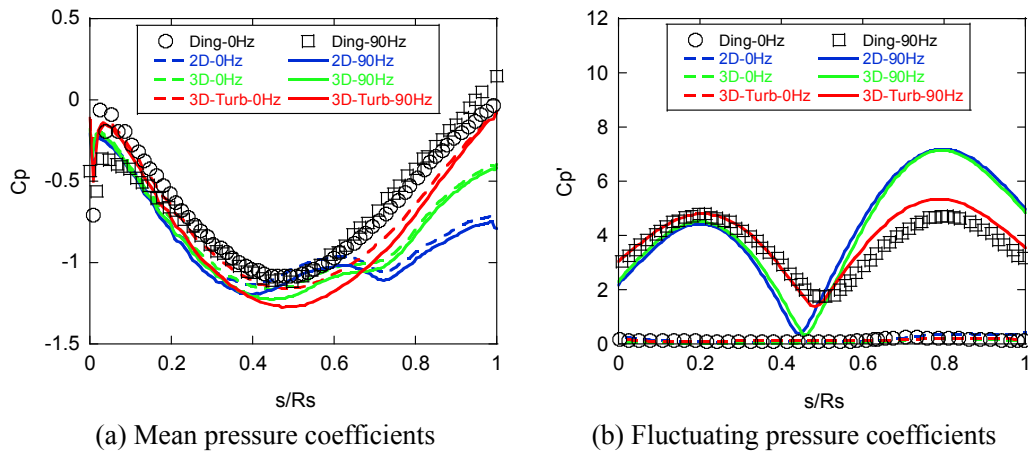 0.5
0
-0.5
-1
-1.5
Cp
0 0.2 0.4 0.6 0.8 1
s/Rs
Ding-0Hz Ding-90Hz
2D-0Hz 2D-90Hz
3D-0Hz 3D-90Hz
3D-Turb-0Hz 3D-Turb-90Hz
(a) Mean pressure coefficients
12
10
8
6
4
2
0
Cp'
0 0.2 0.4 0.6 0.8 1
s/Rs
Ding-0Hz Ding-90Hz
2D-0Hz 2D-90Hz
3D-0Hz 3D-90Hz
3D-Turb-0Hz 3D-Turb-90Hz
(b) Fluctuating pressure coefficients